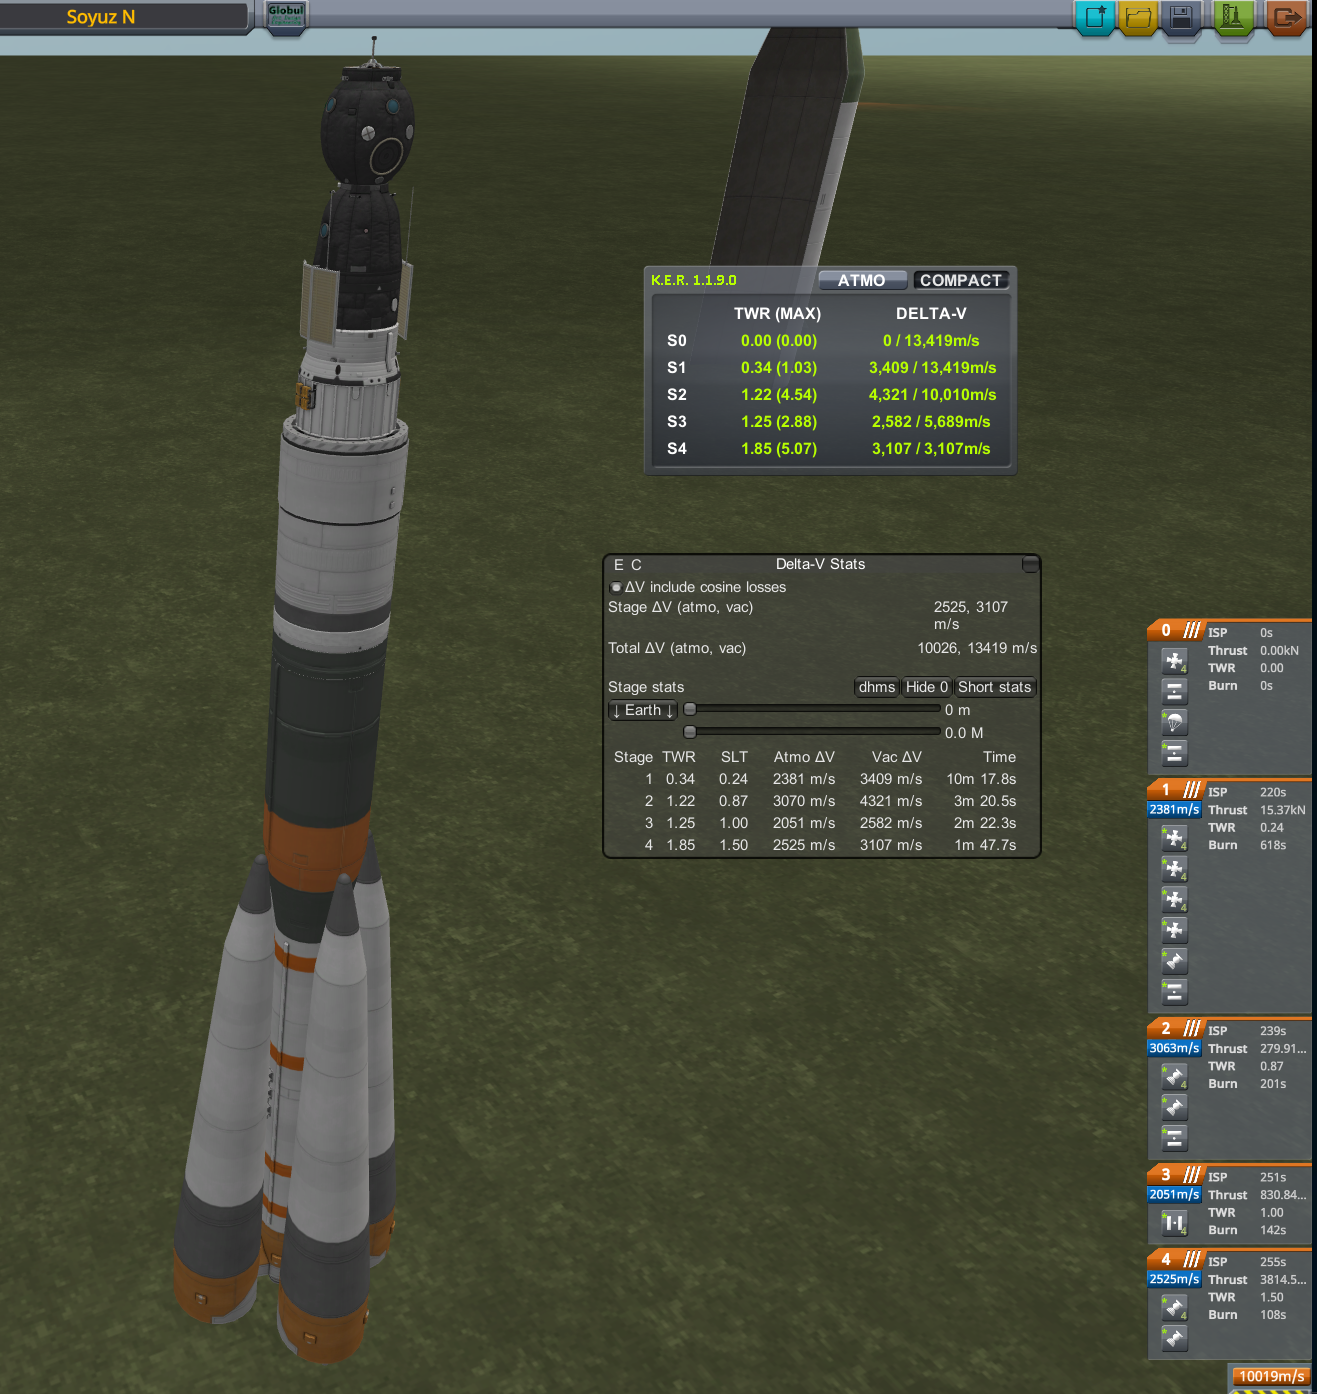 Soyuz N
Globul
K.E.R. 1.1.9.0 ATMO COMPACT
TWR (MAX) DELTA-V
S0 0.00 (0.00) 0 / 13,419m/s
S1 0.34 (1.03) 3,409 / 13,419m/s
S2 1.22 (4.54) 4,321 / 10,010m/s
S3 1.25 (2.88) 2,582 / 5,689m/s
S4 1.85 (5.07) 3,107 / 3,107m/s
E C Delta-V Stats
ΔV include cosine losses
Stage ΔV (atmo, vac) 2525, 3107
m/s
Total ΔV (atmo, vac) 10026, 13419 m/s
Stage stats dhms Hide 0 Short stats
↓ Earth ↓ 0 m
0.0 M
Stage TWR SLT Atmo ΔV Vac ΔV Time
1 0.34 0.24 2381 m/s 3409 m/s 10m 17.8s
2 1.22 0.87 3070 m/s 4321 m/s 3m 20.5s
3 1.25 1.00 2051 m/s 2582 m/s 2m 22.3s
4 1.85 1.50 2525 m/s 3107 m/s 1m 47.7s
0 ISP 0s
Thrust 0.00kN
4 TWR 0.00
Burn 0s
1 ISP 220s
2381m/s Thrust 15.37kN
TWR 0.24
4 Burn 618s
4
4
2 ISP 239s
3063m/s Thrust 279.91...
TWR 0.87
4 Burn 201s
3 ISP 251s
2051m/s Thrust 830.84...
TWR 1.00
4 Burn 142s
4 ISP 255s
2525m/s Thrust 3814.5...
TWR 1.50
4 Burn 108s
10019m/s